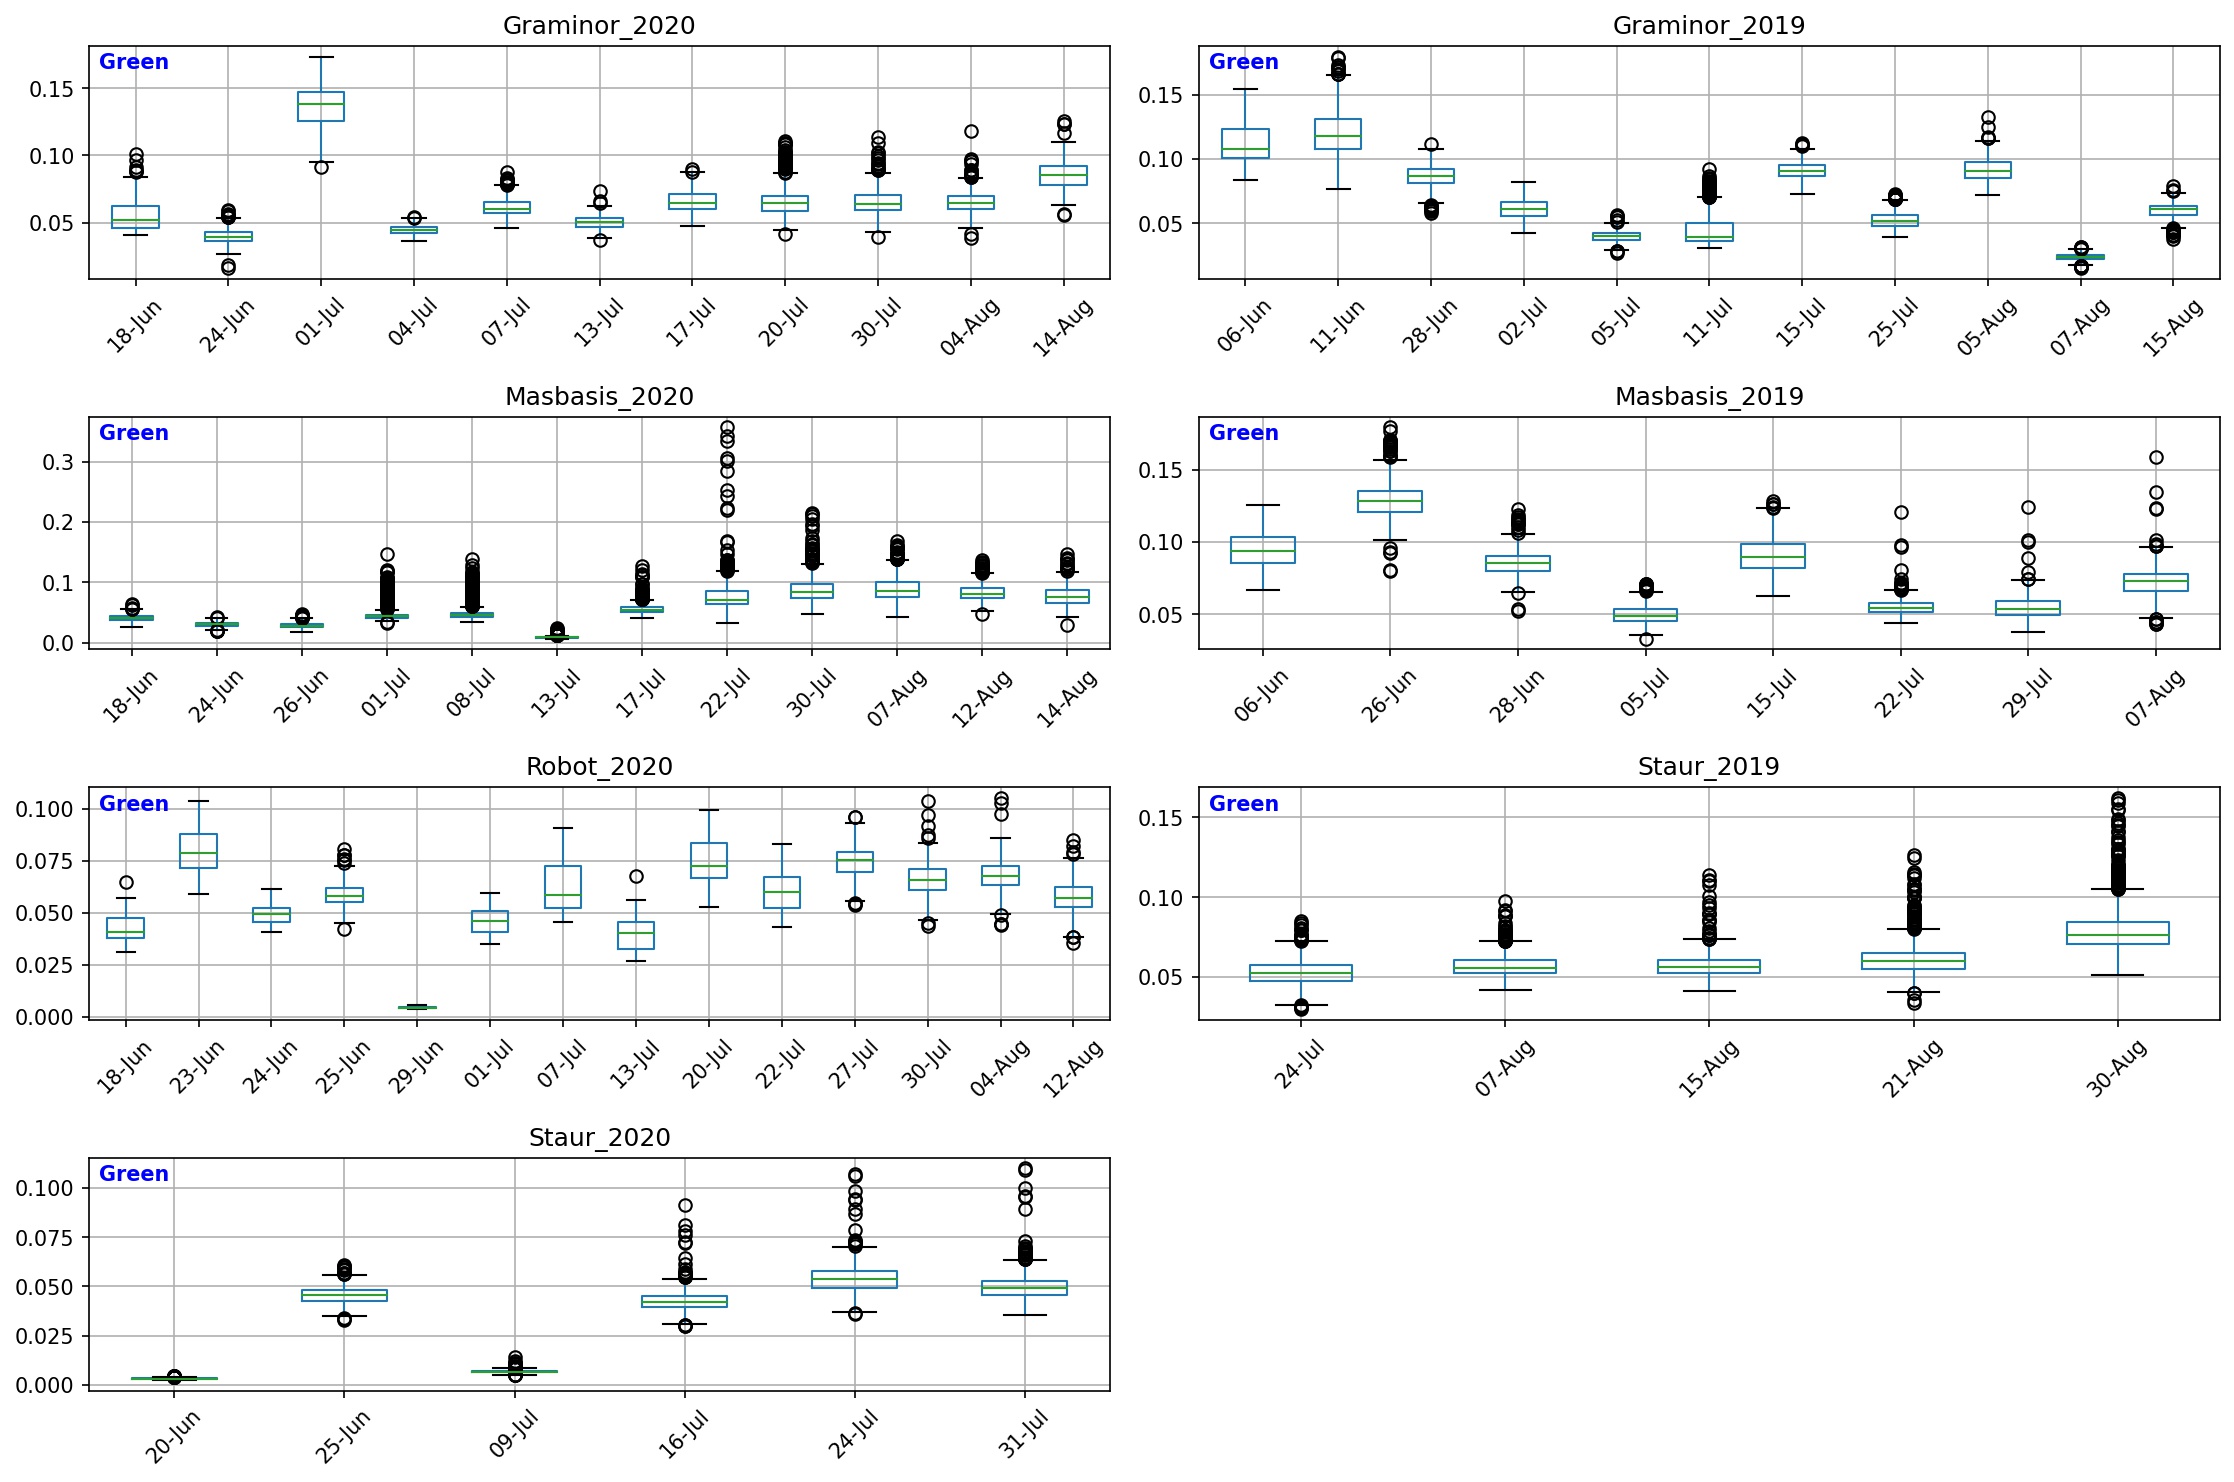 Graminor_2020
Green
0.15
0.10
0.05
18-Jun 24-Jun 01-Jul 04-Jul 07-Jul 13-Jul 17-Jul 20-Jul 30-Jul 04-Aug 14-Aug
Graminor_2019
Green
0.15
0.10
0.05
06-Jun 11-Jun 28-Jun 02-Jul 05-Jul 11-Jul 15-Jul 25-Jul 05-Aug 07-Aug 15-Aug
Masbasis_2020
Green
0.3
0.2
0.1
0.0
18-Jun 24-Jun 26-Jun 01-Jul 08-Jul 13-Jul 17-Jul 22-Jul 30-Jul 07-Aug 12-Aug 14-Aug
Masbasis_2019
Green
0.15
0.10
0.05
06-Jun 26-Jun 28-Jun 05-Jul 15-Jul 22-Jul 29-Jul 07-Aug
Robot_2020
Green
0.100
0.075
0.050
0.025
0.000
18-Jun 23-Jun 24-Jun 25-Jun 29-Jun 01-Jul 07-Jul 13-Jul 20-Jul 22-Jul 27-Jul 30-Jul 04-Aug 12-Aug
Staur_2019
Green
0.15
0.10
0.05
24-Jul 07-Aug 15-Aug 21-Aug 30-Aug
Staur_2020
Green
0.100
0.075
0.050
0.025
0.000
20-Jun 25-Jun 09-Jul 16-Jul 24-Jul 31-Jul